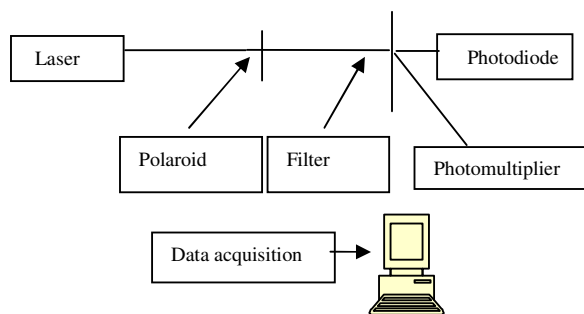 Laser
Photodiode
Polaroid
Filter
Photomultiplier
Data acquisition